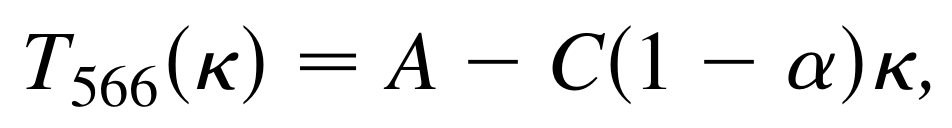 T₅₆₆(κ) = A − C(1 − α)κ,